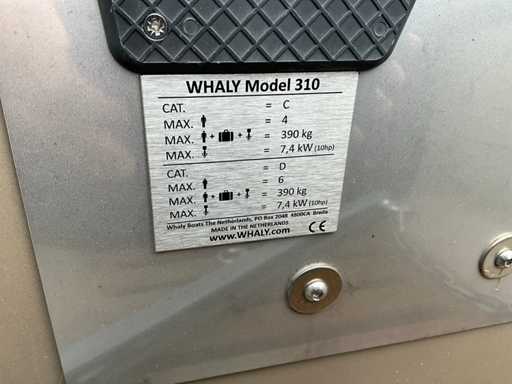 WHALY Model 310
CAT. = C
MAX. = 4
MAX. + + = 390 kg
MAX. = 7,4 kW (10hp)
CAT. = D
MAX. = 6
MAX. + + = 390 kg
MAX. = 7,4 kW (10hp)
Whaly Boats The Netherlands, PO Box 2048 4800CA Breda
MADE IN THE NETHERLANDS
www.WHALY.com CE